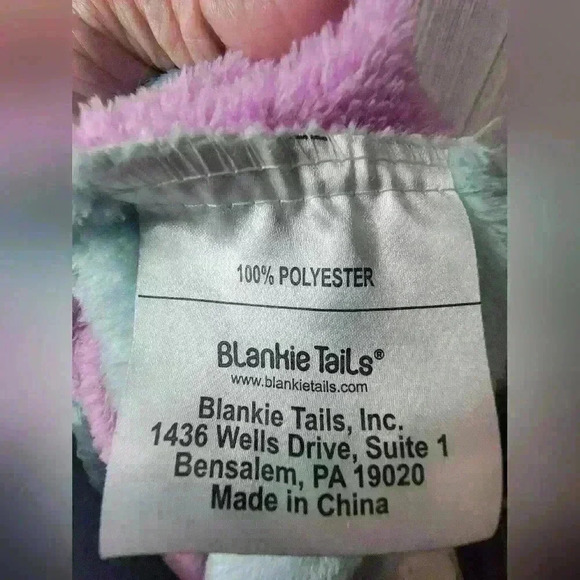 100% POLYESTER
BLankie TaiLs®
www.blankietails.com
Blankie Tails, Inc.
1436 Wells Drive, Suite 1
Bensalem, PA 19020
Made in China